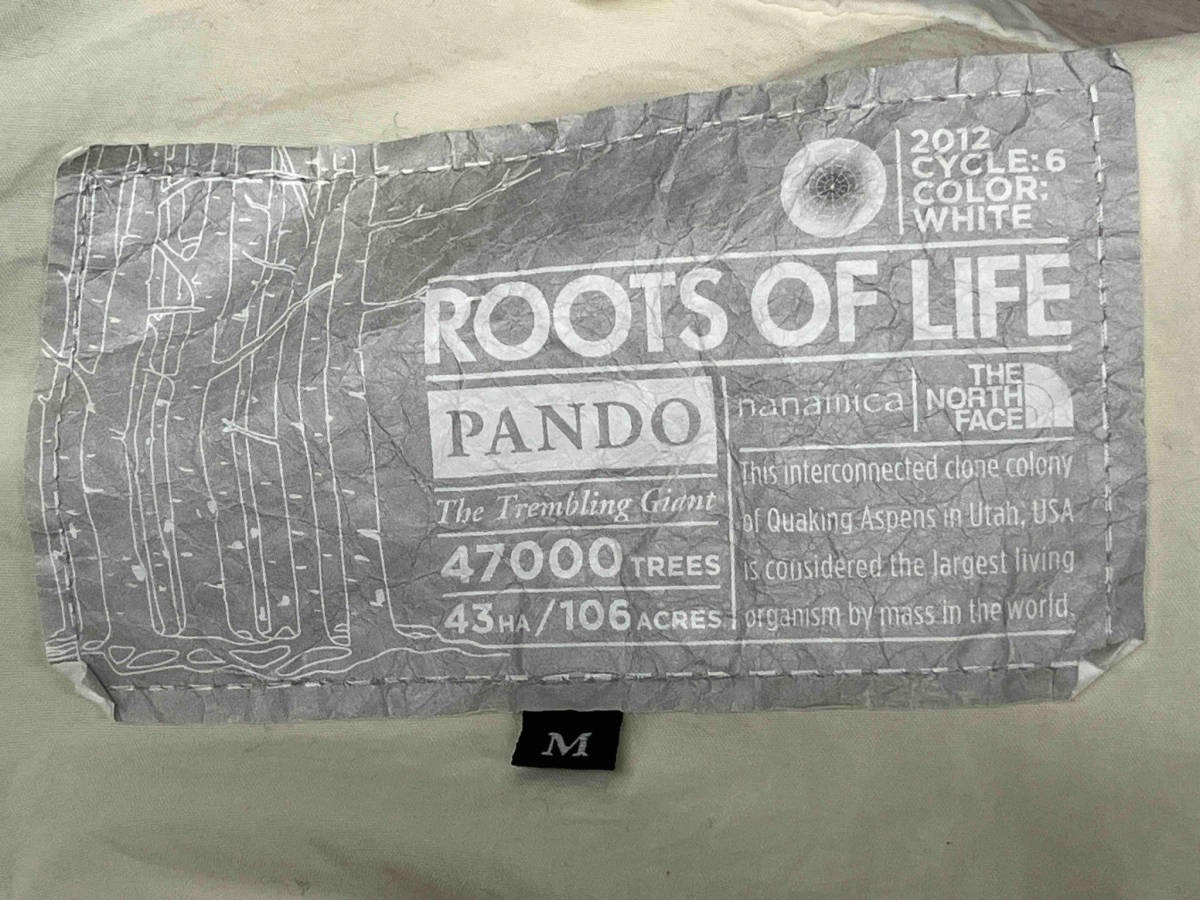 2012
CYCLE: 6
COLOR:
WHITE
ROOTS OF LIFE
PANDO
The Trembling Giant
47000 TREES
43 HA/106 ACRES
nanamica
THE
NORTH
FACE
This interconnected clone colony
of Quaking Aspens in Utah, USA
is considered the largest living
organism by mass in the world.
M